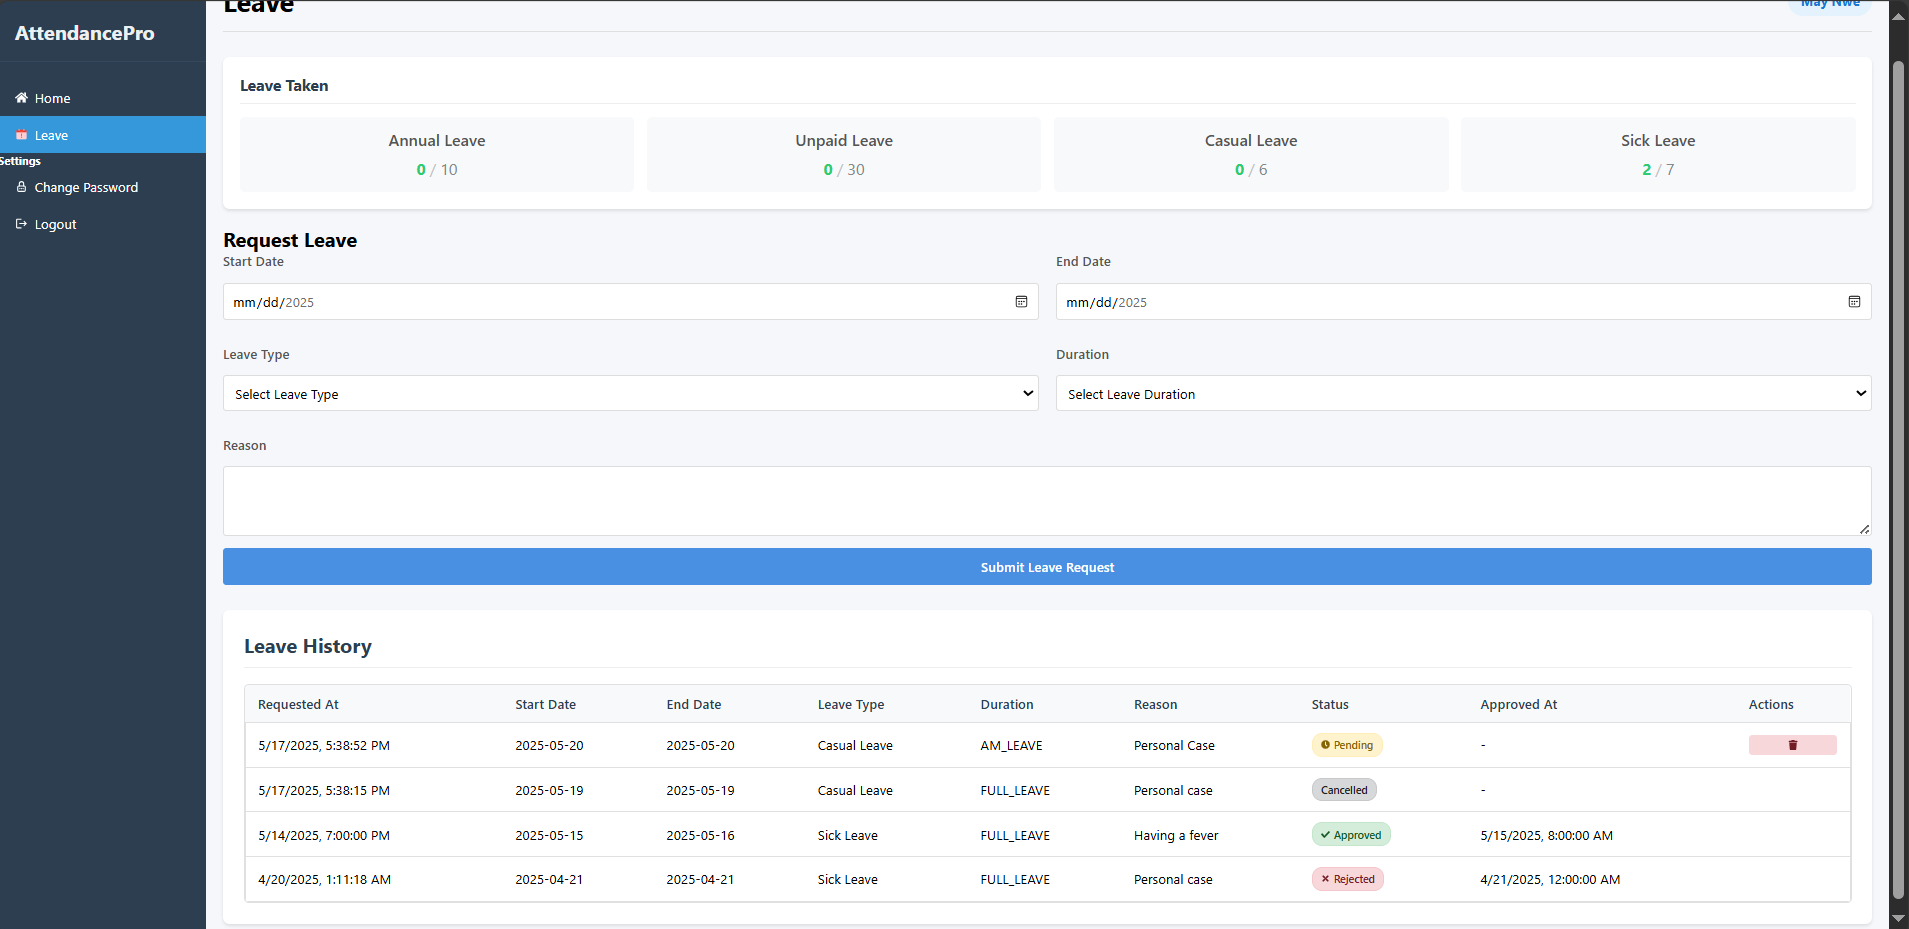 Leave
May Nwe
AttendancePro
Home
Leave
Settings
Change Password
Logout
Leave Taken
Annual Leave
0 / 10
Unpaid Leave
0 / 30
Casual Leave
0 / 6
Sick Leave
2 / 7
Request Leave
Start Date
mm/dd/2025
End Date
mm/dd/2025
Leave Type
Select Leave Type
Duration
Select Leave Duration
Reason
Submit Leave Request
Leave History
Requested At Start Date End Date Leave Type Duration Reason Status Approved At Actions
5/17/2025, 5:38:52 PM 2025-05-20 2025-05-20 Casual Leave AM_LEAVE Personal Case Pending -
5/17/2025, 5:38:15 PM 2025-05-19 2025-05-19 Casual Leave FULL_LEAVE Personal case Cancelled -
5/14/2025, 7:00:00 PM 2025-05-15 2025-05-16 Sick Leave FULL_LEAVE Having a fever Approved 5/15/2025, 8:00:00 AM
4/20/2025, 1:11:18 AM 2025-04-21 2025-04-21 Sick Leave FULL_LEAVE Personal case Rejected 4/21/2025, 12:00:00 AM